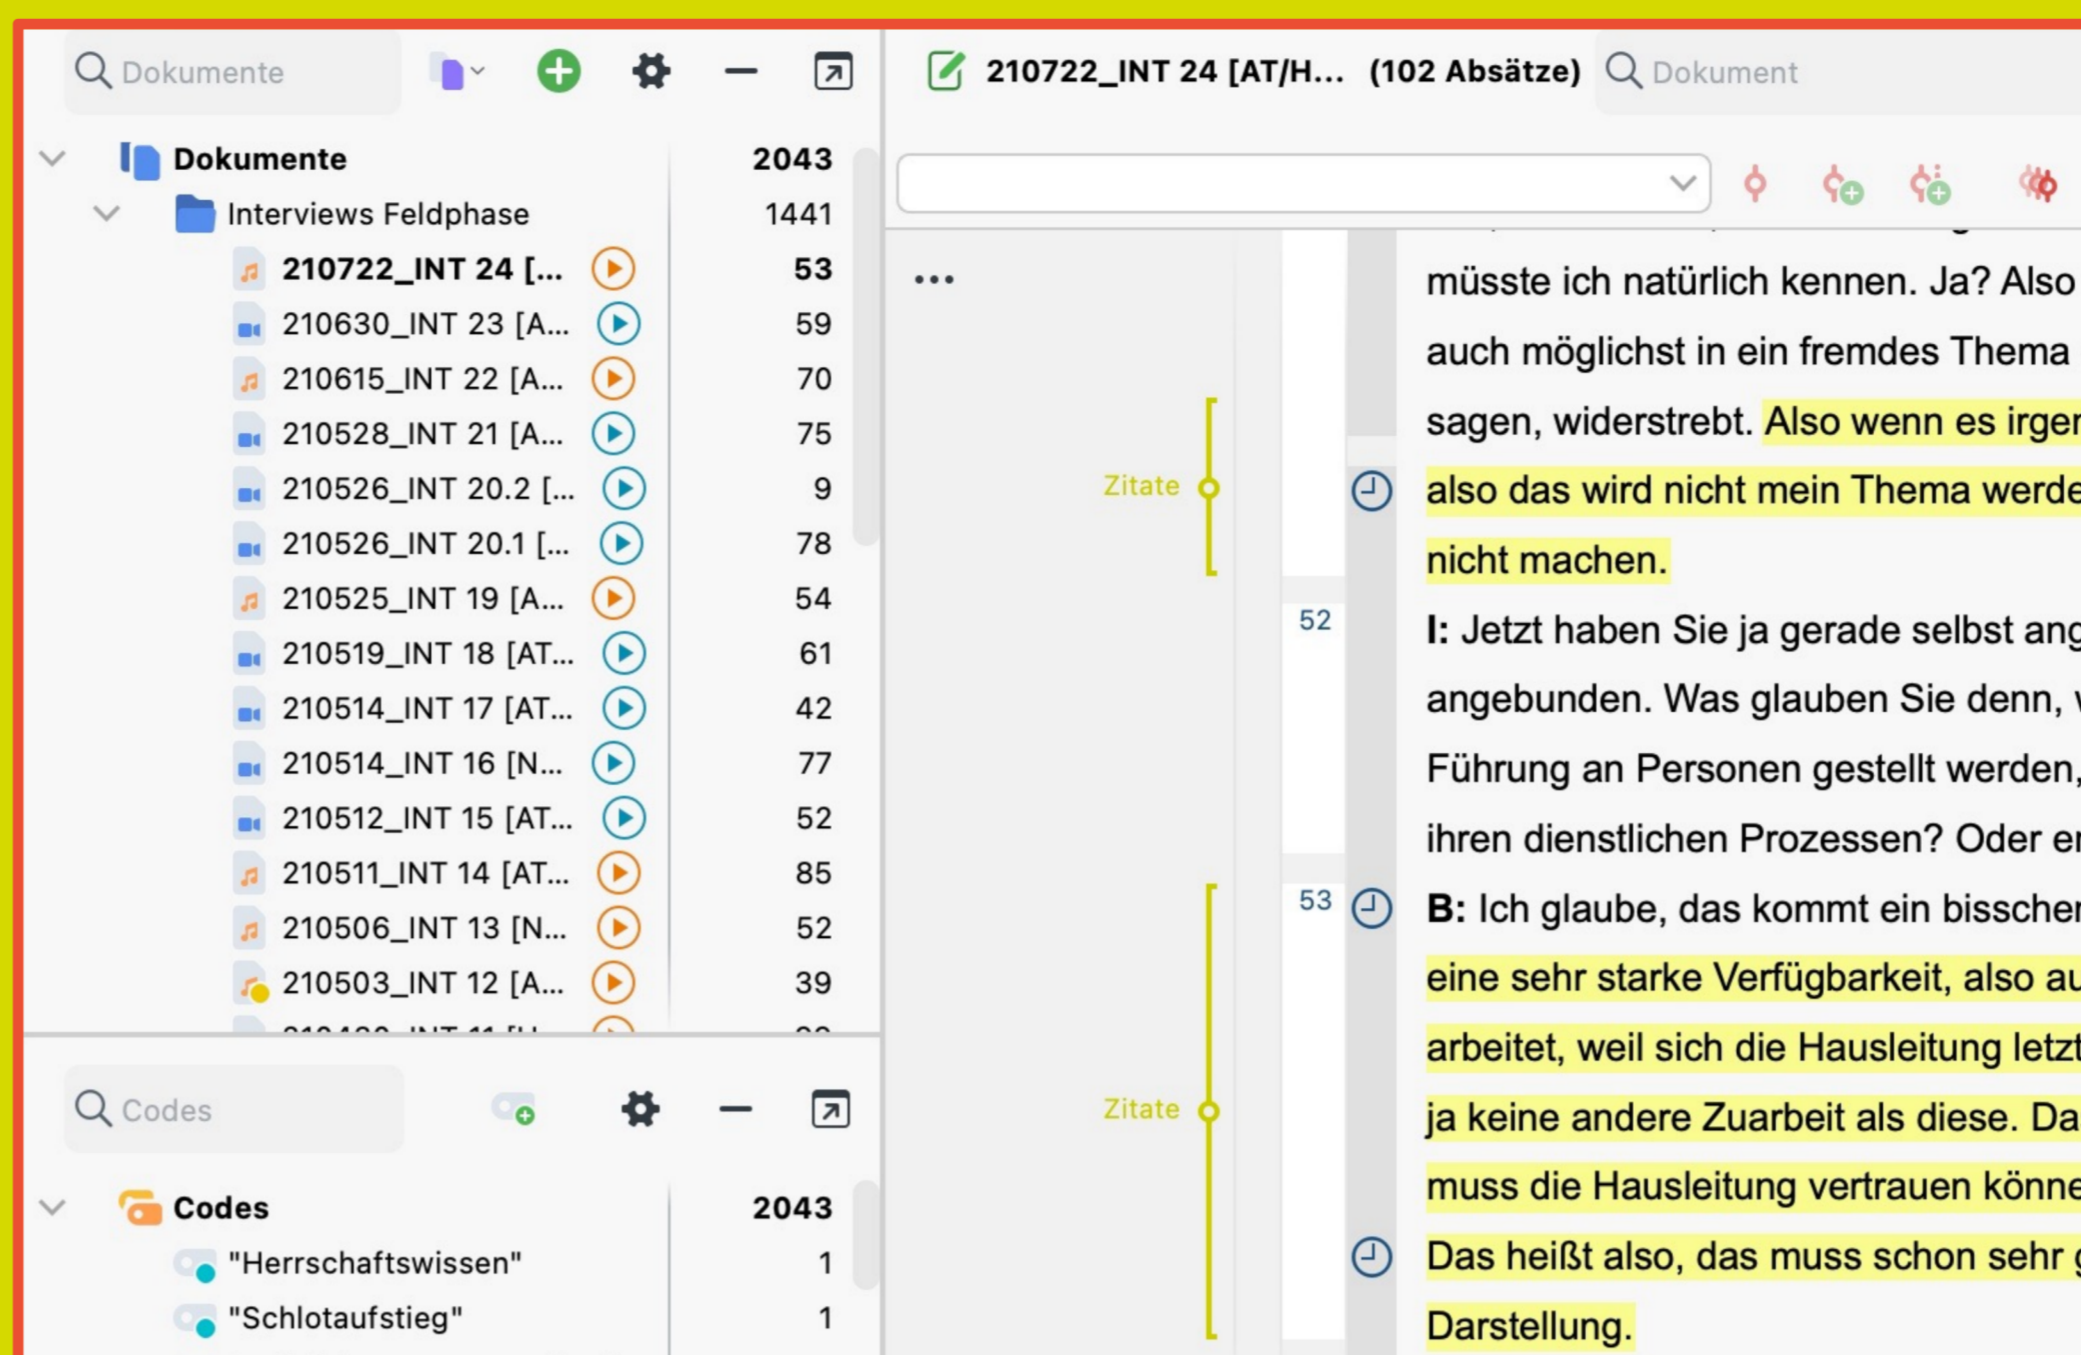 Dokumente
Dokumente 2043
Interviews Feldphase 1441
210722_INT 24 [... 53
210630_INT 23 [A... 59
210615_INT 22 [A... 70
210528_INT 21 [A... 75
210526_INT 20.2 [... 9
210526_INT 20.1 [... 78
210525_INT 19 [A... 54
210519_INT 18 [AT... 61
210514_INT 17 [AT... 42
210514_INT 16 [N... 77
210512_INT 15 [AT... 52
210511_INT 14 [AT... 85
210506_INT 13 [N... 52
210503_INT 12 [A... 39
Codes
Codes 2043
"Herrschaftswissen" 1
"Schlotaufstieg" 1
210722_INT 24 [AT/H... (102 Absätze) Dokument
müsste ich natürlich kennen. Ja? Also
auch möglichst in ein fremdes Thema
sagen, widerstrebt. Also wenn es
Zitate also das wird nicht mein Thema
nicht machen.
52 I: Jetzt haben Sie ja gerade selbst
angebunden. Was glauben Sie denn,
Führung an Personen gestellt werden,
ihren dienstlichen Prozessen? Oder
53 B: Ich glaube, das kommt ein
eine sehr starke Verfügbarkeit, also
arbeitet, weil sich die Hausleitung
Zitate ja keine andere Zuarbeit als diese.
muss die Hausleitung vertrauen
Das heißt also, das muss schon sehr
Darstellung.